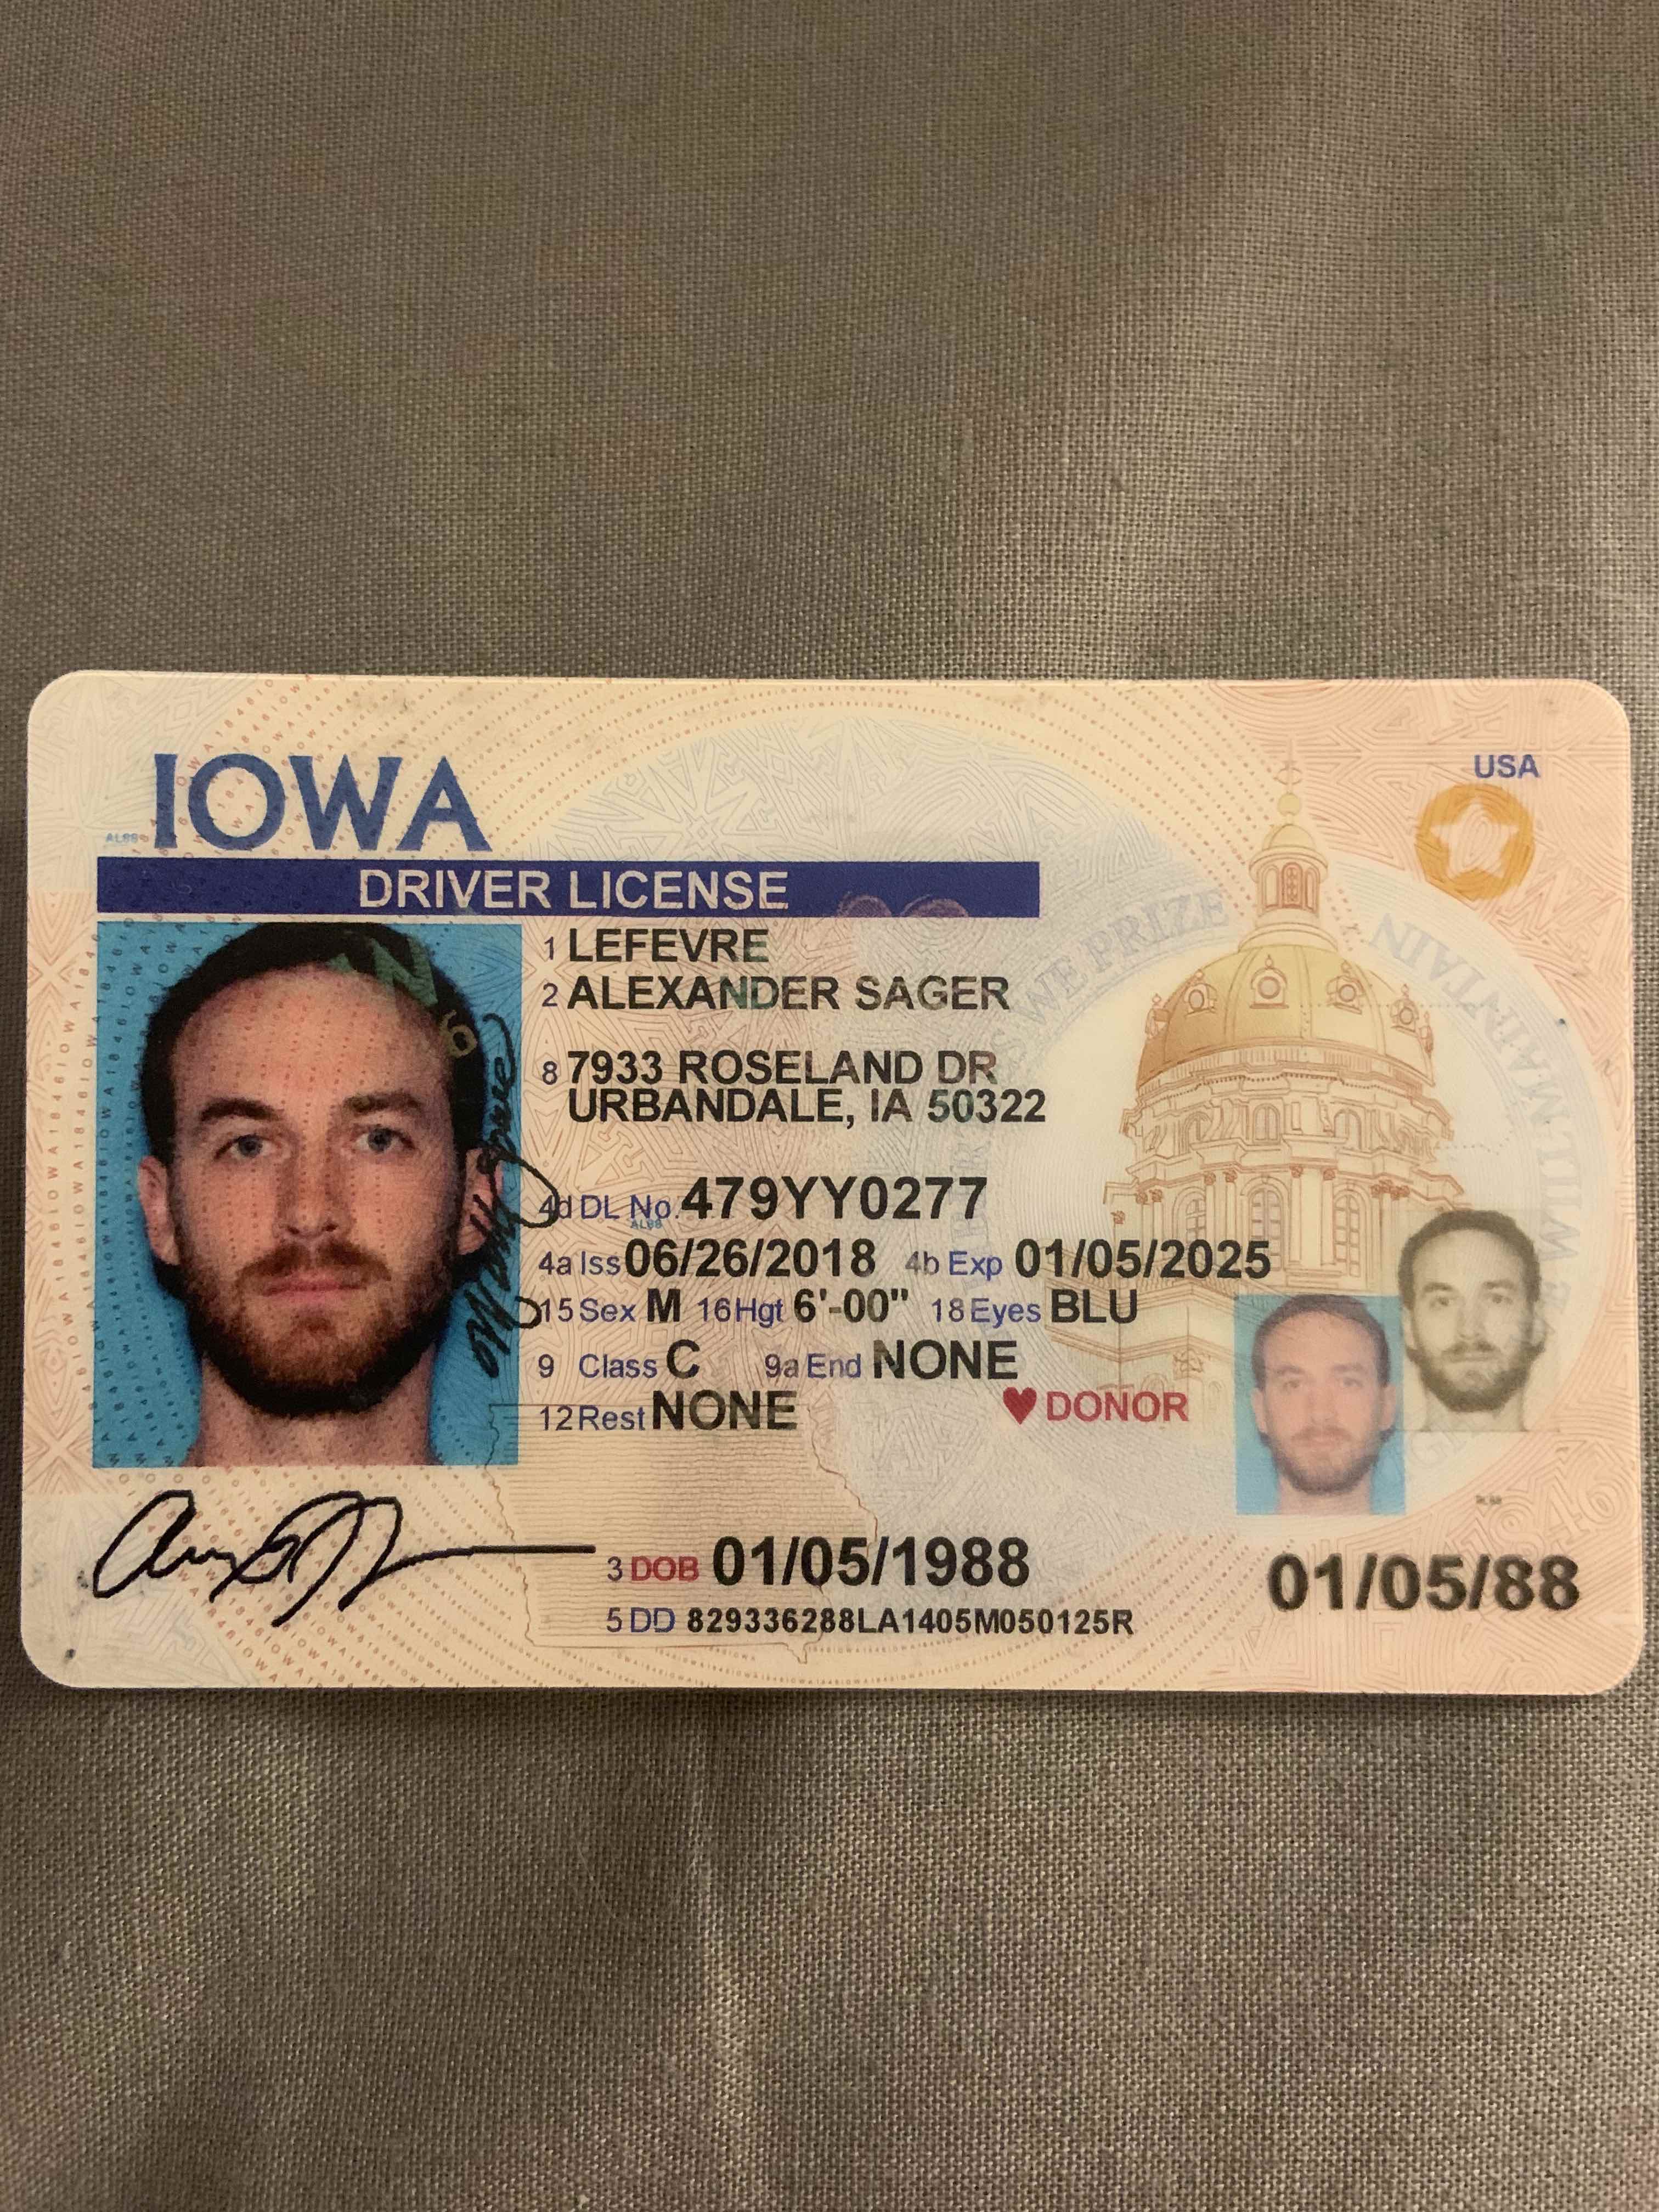 IOWA
USA
DRIVER LICENSE
1 LEFEVRE
2 ALEXANDER SAGER
8 7933 ROSELAND DR
URBANDALE, IA 50322
4d DL No. 479YY0277
4a Iss 06/26/2018 4b Exp 01/05/2025
15 Sex M 16 Hgt 6'-00" 18 Eyes BLU
9 Class C 9a End NONE
12 Rest NONE
DONOR
3 DOB 01/05/1988
01/05/88
5 DD 829336288LA1405M050125R
WE PRIZE
MAINTAIN